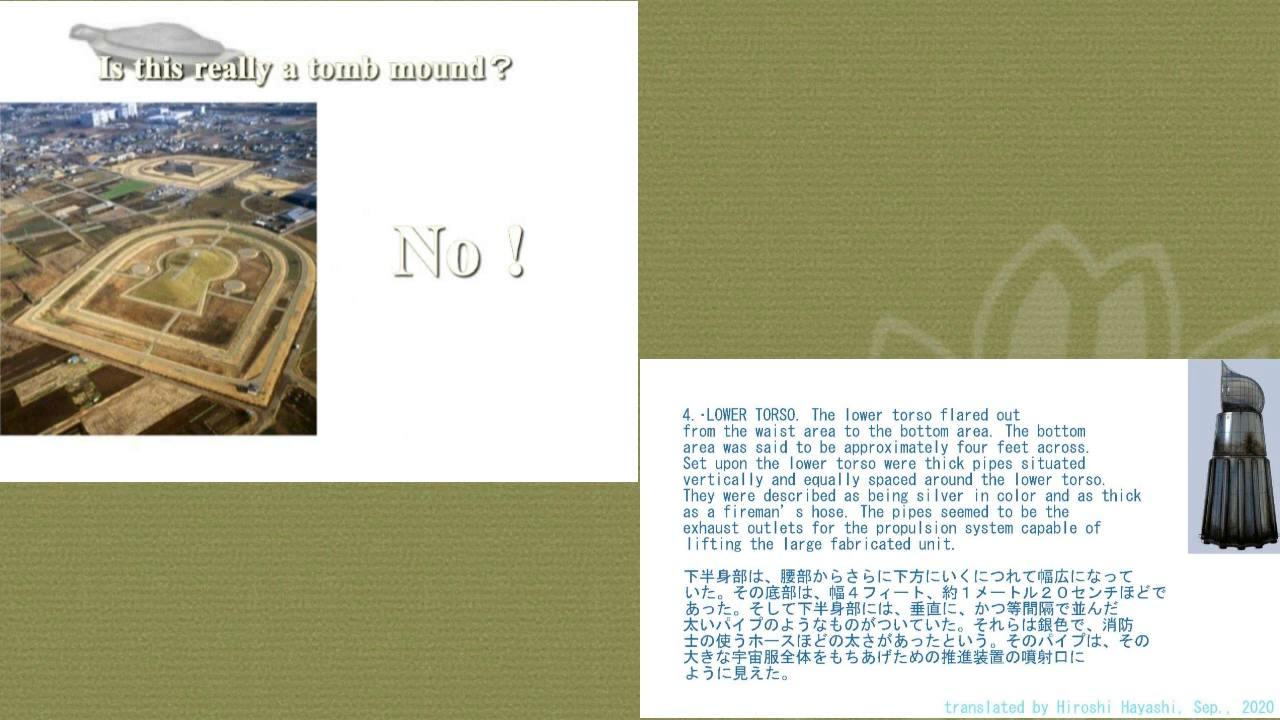 Is this really a tomb mound？
No！
4.・LOWER TORSO. The lower torso flared out
from the waist area to the bottom area. The bottom
area was said to be approximately four feet across.
Set upon the lower torso were thick pipes situated
vertically and equally spaced around the lower torso.
They were described as being silver in color and as thick
as a fireman’s hose. The pipes seemed to be the
exhaust outlets for the propulsion system capable of
lifting the large fabricated unit.
下半身部は、腰部からさらに下方にいくにつれて幅広になって
いた。その底部は、幅４フィート、約１メートル２０センチほどで
あった。そして下半身部には、垂直に、かつ等間隔で並んだ
太いパイプのようなものがついていた。それらは銀色で、消防
士の使うホースほどの太さがあったという。そのパイプは、その
大きな宇宙服全体をもちあげための推進装置の噴射口に
ように見えた。
translated by Hiroshi Hayashi, Sep., 2020